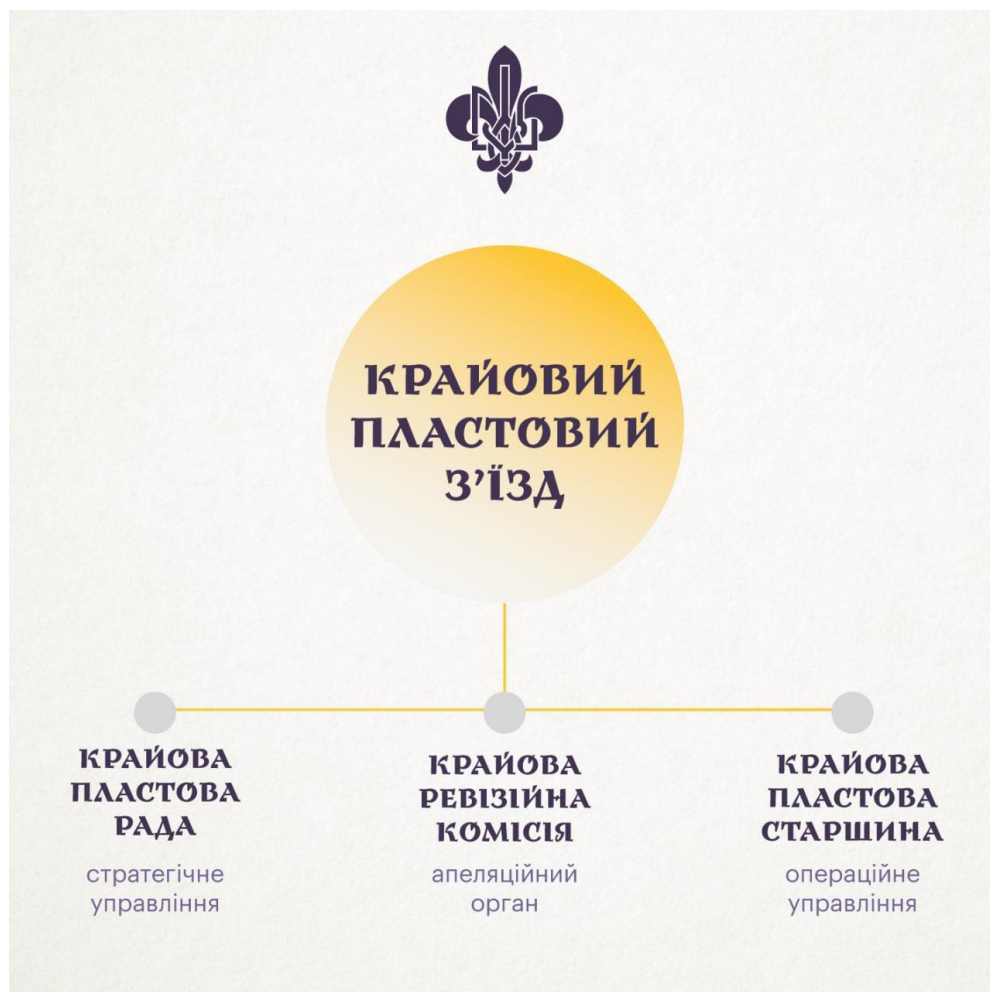 КРАЙОВИЙ
ПЛАСТОВИЙ
З’ЇЗД
КРАЙОВА
ПЛАСТОВА
РАДА
стратегічне
управління
КРАЙОВА
РЕВІЗІЙНА
КОМІСІЯ
апеляційний
орган
КРАЙОВА
ПЛАСТОВА
СТАРШИНА
операційне
управління